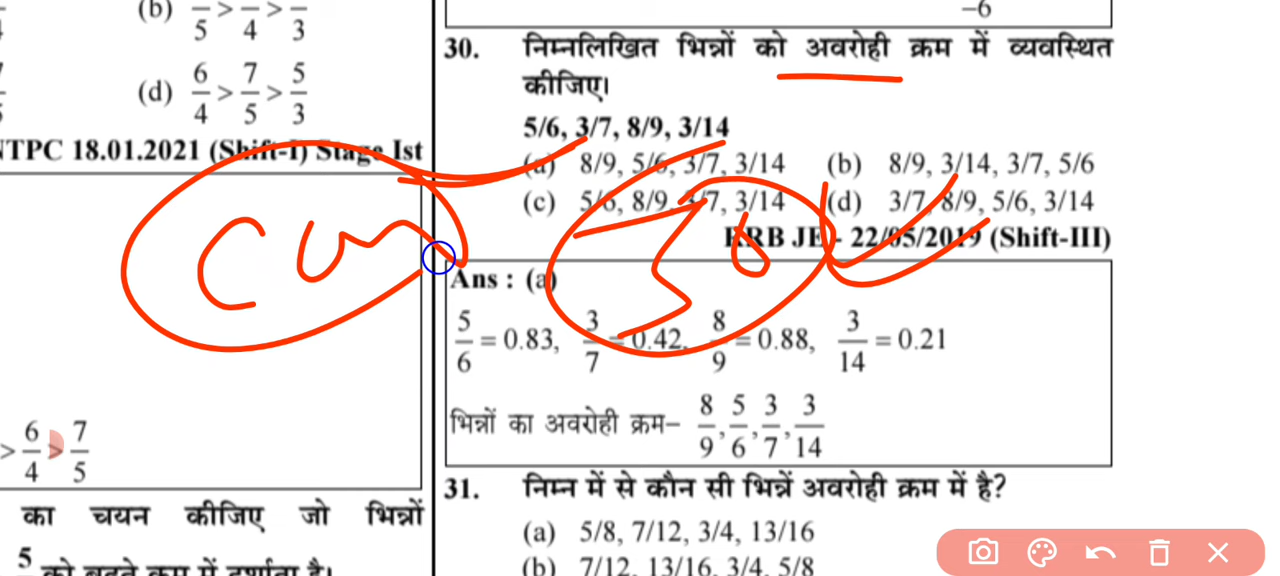 (b) 5 > 4 > 3
(d) 6/4 > 7/5 > 5/3
NTPC 18.01.2021 (Shift-I) Stage Ist
> 6/4 > 7/5
का चयन कीजिए जो भिन्नों
5 को बढ़ते क्रम में दर्शाता है।
−6
30. निम्नलिखित भिन्नों को अवरोही क्रम में व्यवस्थित
कीजिए।
5/6, 3/7, 8/9, 3/14
(a) 8/9, 5/6, 3/7, 3/14 (b) 8/9, 3/14, 3/7, 5/6
(c) 5/6, 8/9, 3/7, 3/14 (d) 3/7, 8/9, 5/6, 3/14
RRB JE - 22/05/2019 (Shift-III)
Ans : (a)
5/6 = 0.83, 3/7 = 0.42, 8/9 = 0.88, 3/14 = 0.21
भिन्नों का अवरोही क्रम− 8/9, 5/6, 3/7, 3/14
31. निम्न में से कौन सी भिन्नें अवरोही क्रम में है?
(a) 5/8, 7/12, 3/4, 13/16
(b) 7/12, 13/16, 3/4, 5/8
30